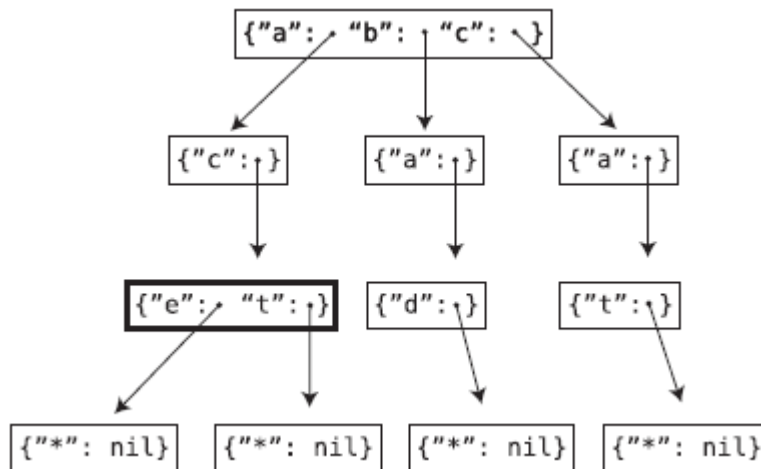 {”a”: “b”: “c”: }
{”c”: } {”a”: } {”a”: }
{”e”: “t”: } {”d”: } {”t”: }
{”*”: nil} {”*”: nil} {”*”: nil} {”*”: nil}